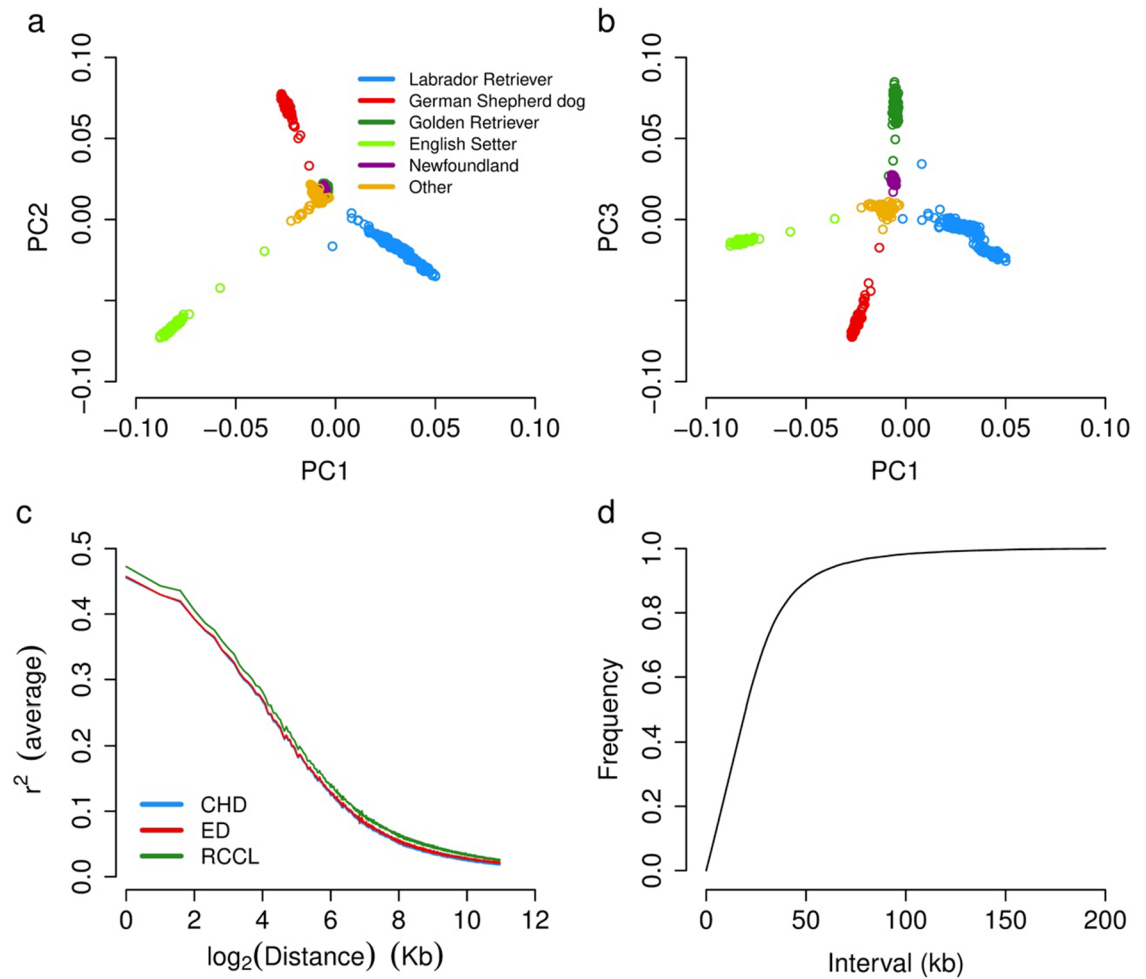 a
0.10
0.05
0.00
−0.10
PC2
−0.10
−0.05
0.00
0.05
0.10
PC1
Labrador Retriever
German Shepherd dog
Golden Retriever
English Setter
Newfoundland
Other
b
0.10
0.05
0.00
−0.10
PC3
−0.10
−0.05
0.00
0.05
0.10
PC1
c
0.5
0.4
0.3
0.2
0.1
0.0
r² (average)
CHD
ED
RCCL
0
2
4
6
8
10
12
log₂(Distance) (Kb)
d
1.0
0.8
0.6
0.4
0.2
0.0
Frequency
0
50
100
150
200
Interval (kb)